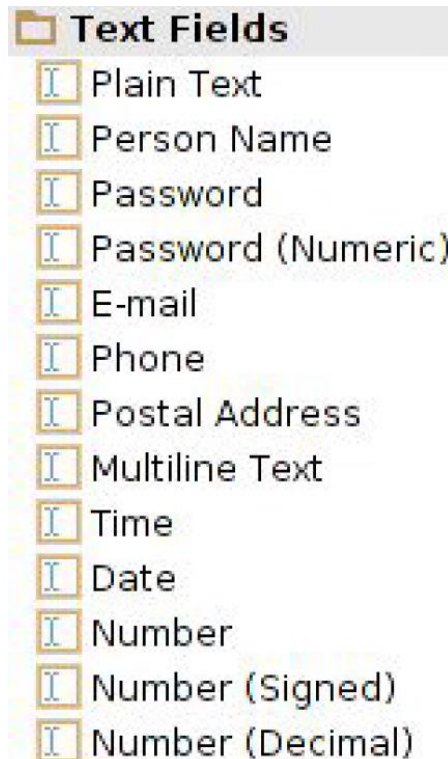 Text Fields
Plain Text
Person Name
Password
Password (Numeric)
E-mail
Phone
Postal Address
Multiline Text
Time
Date
Number
Number (Signed)
Number (Decimal)